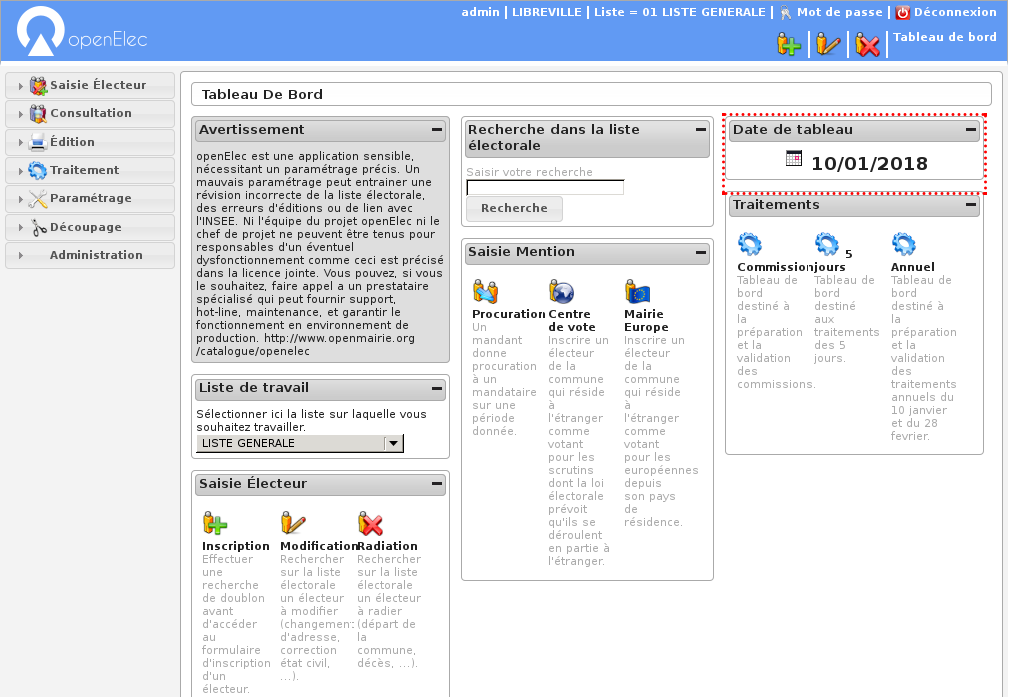 admin | LIBREVILLE | Liste = 01 LISTE GENERALE | Mot de passe | Déconnexion
openElec
Tableau de bord
Saisie Électeur
Consultation
Édition
Traitement
Paramétrage
Découpage
Administration
Tableau De Bord
Avertissement
openElec est une application sensible,
nécessitant un paramétrage précis. Un
mauvais paramétrage peut entrainer une
révision incorrecte de la liste électorale,
des erreurs d'éditions ou de lien avec
l'INSEE. Ni l'équipe du projet openElec ni le
chef de projet ne peuvent être tenus pour
responsables d'un éventuel
dysfonctionnement comme ceci est précisé
dans la licence jointe. Vous pouvez, si vous
le souhaitez, faire appel a un prestataire
spécialisé qui peut fournir support,
hot-line, maintenance, et garantir le
fonctionnement en environnement de
production. http://www.openmairie.org
/catalogue/openelec
Liste de travail
Sélectionner ici la liste sur laquelle vous
souhaitez travailler.
LISTE GENERALE
Saisie Électeur
Inscription
Effectuer
une
recherche
de doublon
avant
d'accéder
au
formulaire
d'inscription
d'un
électeur.
Modification
Rechercher
sur la liste
électorale
un électeur
à modifier
(changement
d'adresse,
correction
état civil,
...).
Radiation
Rechercher
sur la liste
électorale
un électeur
à radier
(départ de
la
commune,
décès, ...).
Recherche dans la liste
électorale
Saisir votre recherche
Recherche
Saisie Mention
Procuration
Un
mandant
donne
procuration
à un
mandataire
sur une
période
donnée.
Centre
de vote
Inscrire un
électeur
de la
commune
qui réside
à
l'étranger
comme
votant
pour les
scrutins
dont la loi
électorale
prévoit
qu'ils se
déroulent
en partie à
l'étranger.
Mairie
Europe
Inscrire un
électeur
de la
commune
qui réside
à
l'étranger
comme
votant
pour les
européennes
depuis
son pays
de
résidence.
Date de tableau
10/01/2018
Traitements
Commission
Tableau de
bord
destiné à
la
préparation
et la
validation
des
commissions.
5
jours
Tableau de
bord
destiné
aux
traitements
des 5
jours.
Annuel
Tableau de
bord
destiné à
la
préparation
et la
validation
des
traitements
annuels du
10 janvier
et du 28
fevrier.